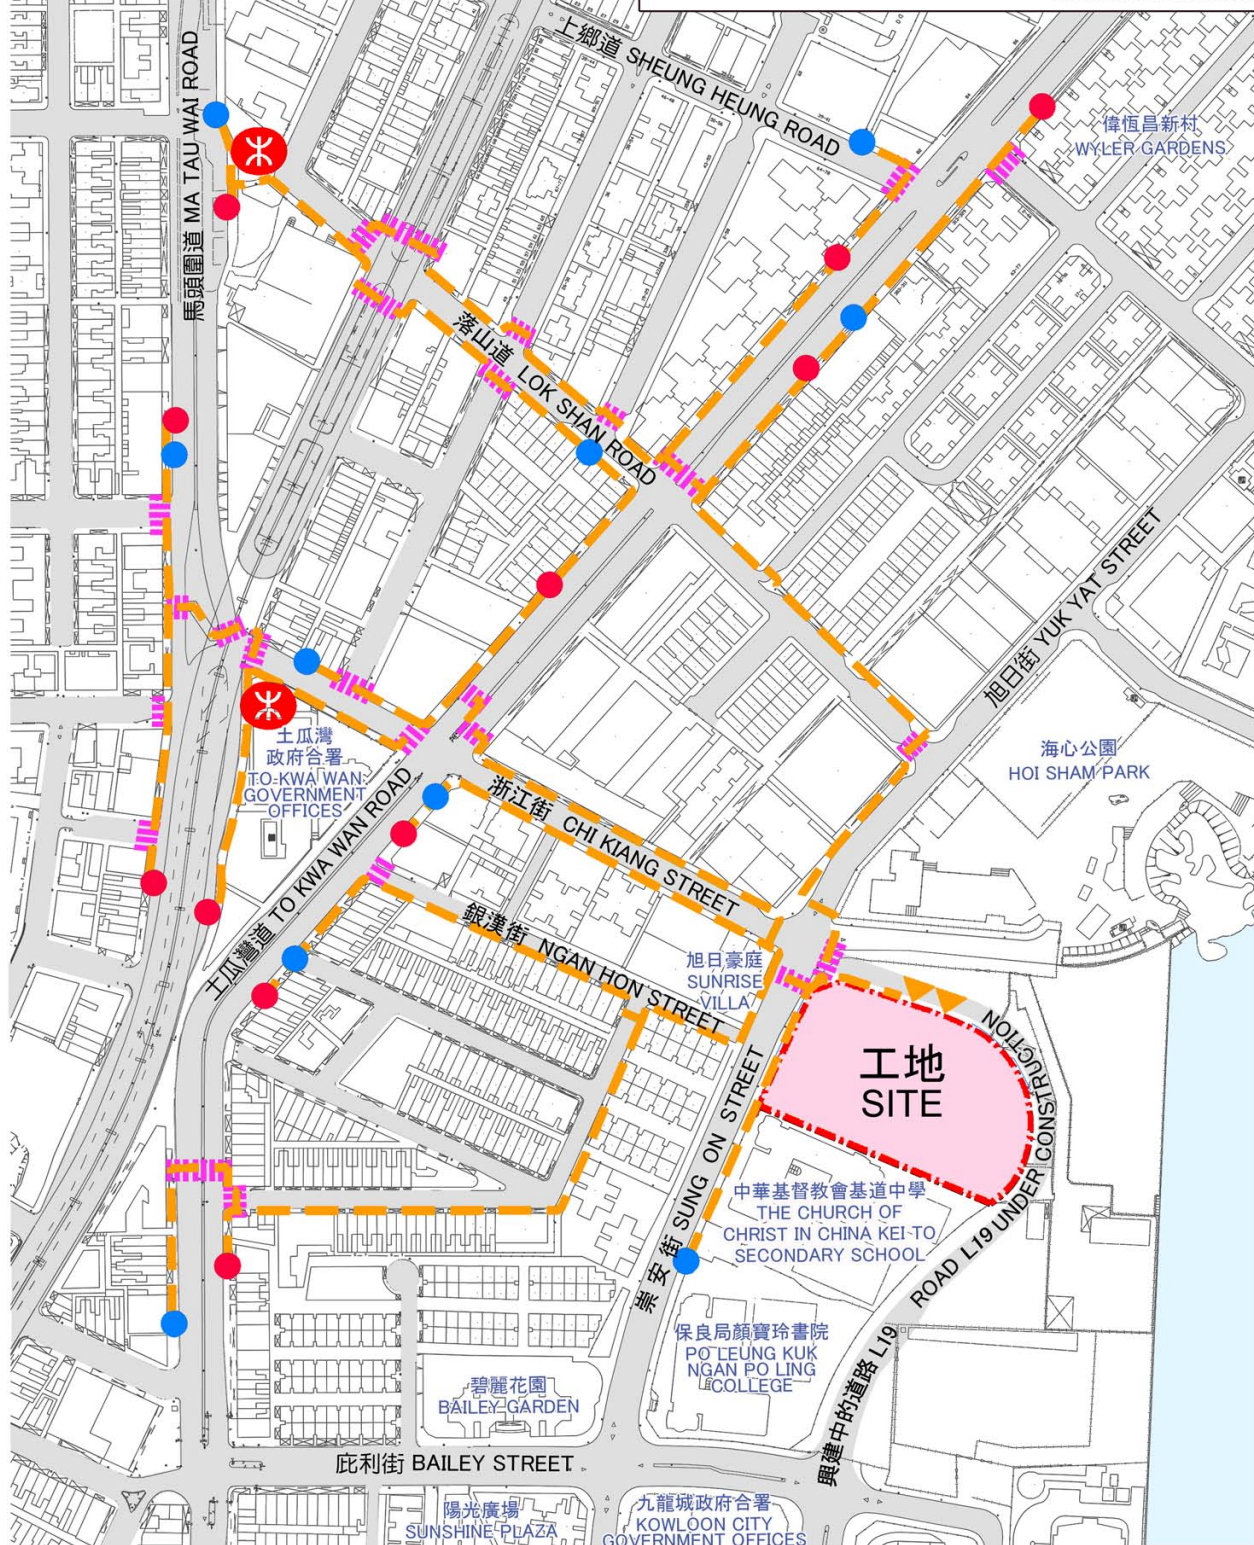 上鄉道 SHEUNG HEUNG ROAD
馬頭圍道 MA TAU WAI ROAD
偉恆昌新村
WYLER GARDENS
落山道 LOK SHAN ROAD
旭日街 YUK YAT STREET
土瓜灣
政府合署
TO KWA WAN
GOVERNMENT
OFFICES
海心公園
HOI SHAM PARK
土瓜灣道 TO KWA WAN ROAD
浙江街 CHI KIANG STREET
銀漢街 NGAN HON STREET
旭日豪庭
SUNRISE
VILLA
工地
SITE
崇安街 SUNG ON STREET
興建中的道路 L19 ROAD L19 UNDER CONSTRUCTION
中華基督教會基道中學
THE CHURCH OF
CHRIST IN CHINA KEI TO
SECONDARY SCHOOL
保良局顏寶玲書院
PO LEUNG KUK
NGAN PO LING
COLLEGE
碧麗花園
BAILEY GARDEN
庇利街 BAILEY STREET
陽光廣場
SUNSHINE PLAZA
九龍城政府合署
KOWLOON CITY
GOVERNMENT OFFICES